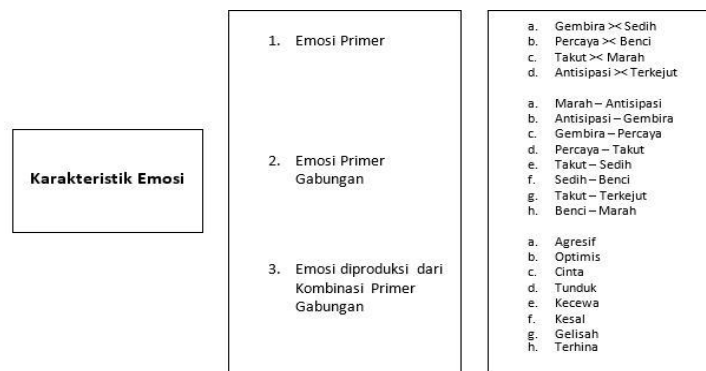 Karakteristik Emosi
1. Emosi Primer
2. Emosi Primer
Gabungan
3. Emosi diproduksi dari
Kombinasi Primer
Gabungan
a. Gembira >< Sedih
b. Percaya >< Benci
c. Takut >< Marah
d. Antisipasi >< Terkejut
a. Marah – Antisipasi
b. Antisipasi – Gembira
c. Gembira – Percaya
d. Percaya – Takut
e. Takut – Sedih
f. Sedih – Benci
g. Takut – Terkejut
h. Benci – Marah
a. Agresif
b. Optimis
c. Cinta
d. Tunduk
e. Kecewa
f. Kesal
g. Gelisah
h. Terhina